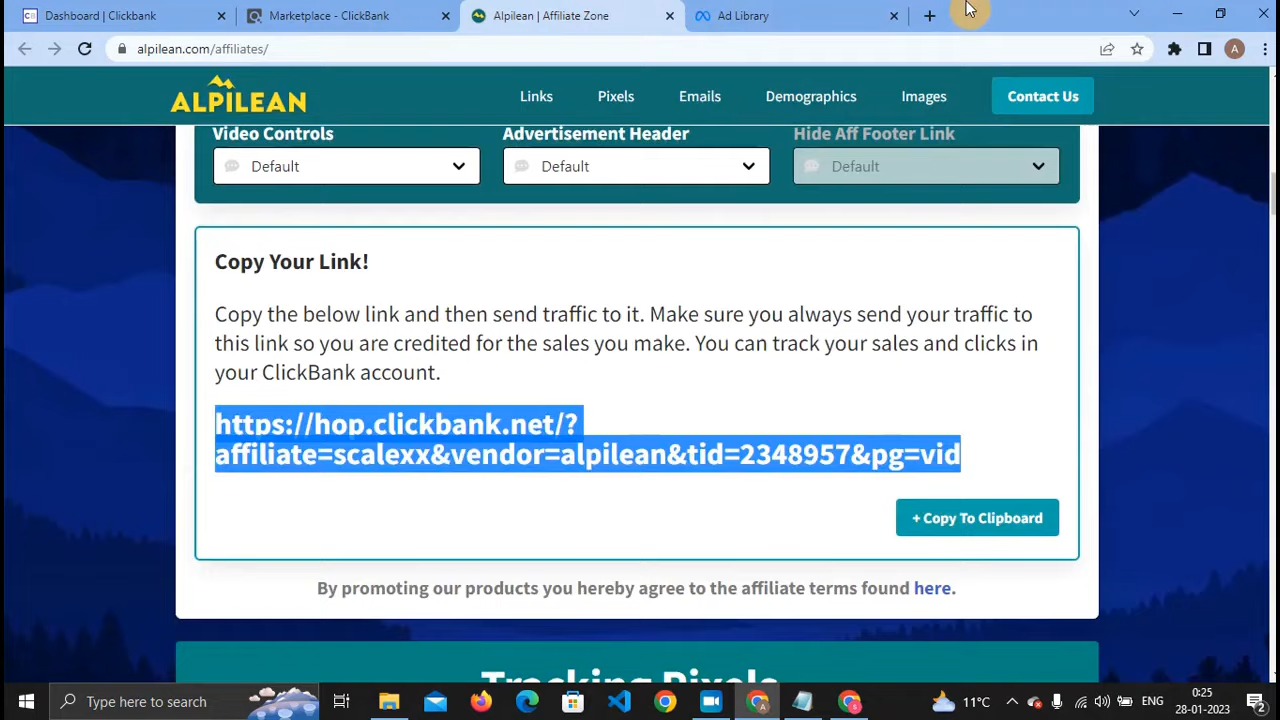 Dashboard | Clickbank
Marketplace - ClickBank
Alpilean | Affiliate Zone
Ad Library
alpilean.com/affiliates/
A
ALPILEAN
Links
Pixels
Emails
Demographics
Images
Contact Us
Video Controls
Advertisement Header
Hide Aff Footer Link
Default
Default
Default
Copy Your Link!
Copy the below link and then send traffic to it. Make sure you always send your traffic to
this link so you are credited for the sales you make. You can track your sales and clicks in
your ClickBank account.
https://hop.clickbank.net/?
affiliate=scalexx&vendor=alpilean&tid=2348957&pg=vid
+ Copy To Clipboard
By promoting our products you hereby agree to the affiliate terms found here.
Tracking Pixels
Type here to search
11°C
ENG
0:25
28-01-2023
2